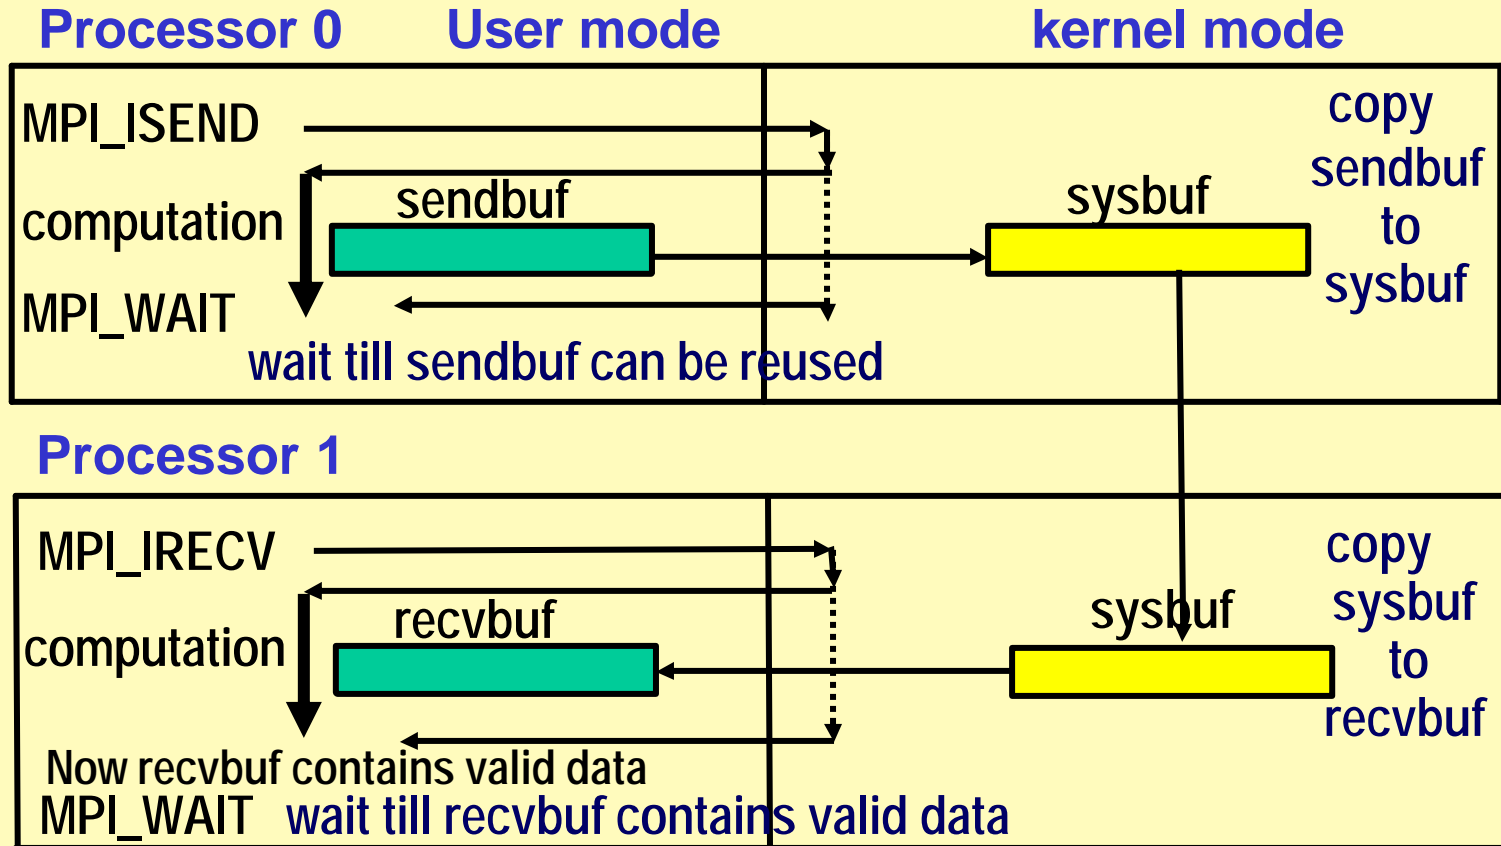 Processor 0 User mode kernel mode
MPI_ISEND
computation
MPI_WAIT
sendbuf
wait till sendbuf can be reused
sysbuf
copy
sendbuf
to
sysbuf
Processor 1
MPI_IRECV
computation
recvbuf
Now recvbuf contains valid data
MPI_WAIT wait till recvbuf contains valid data
sysbuf
copy
sysbuf
to
recvbuf